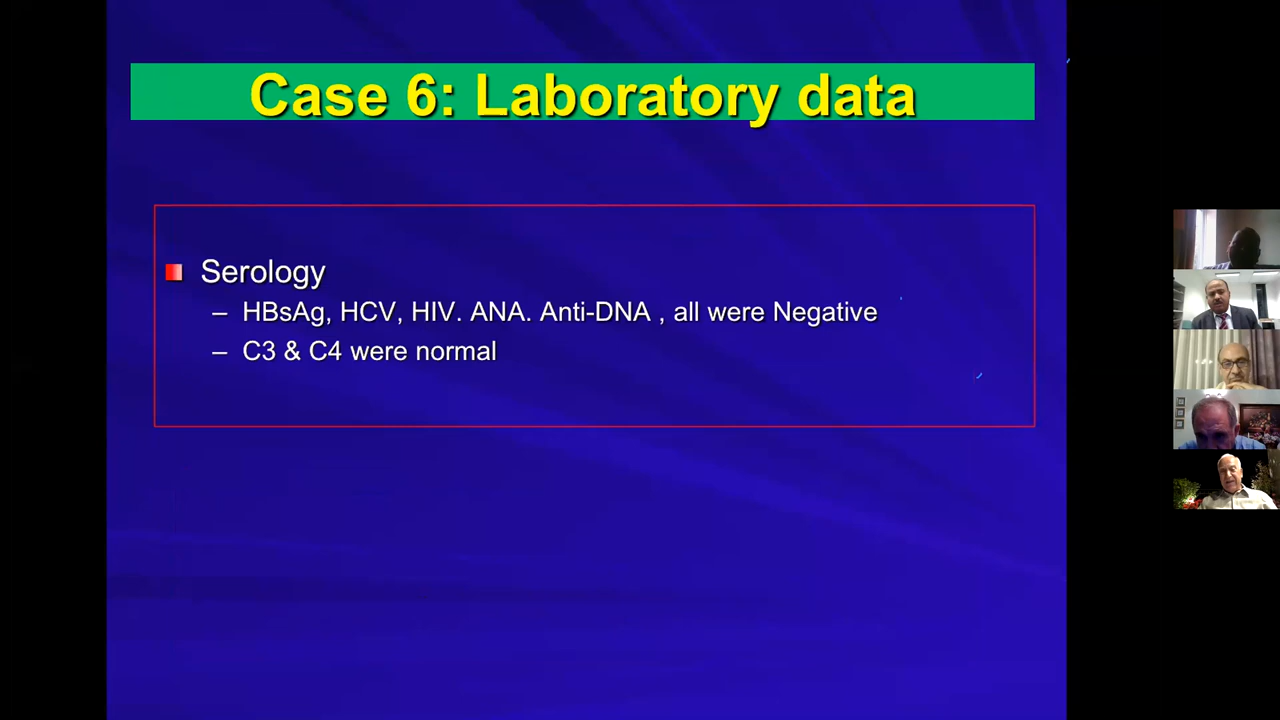 Case 6: Laboratory data
Serology
– HBsAg, HCV, HIV. ANA. Anti-DNA , all were Negative
– C3 & C4 were normal